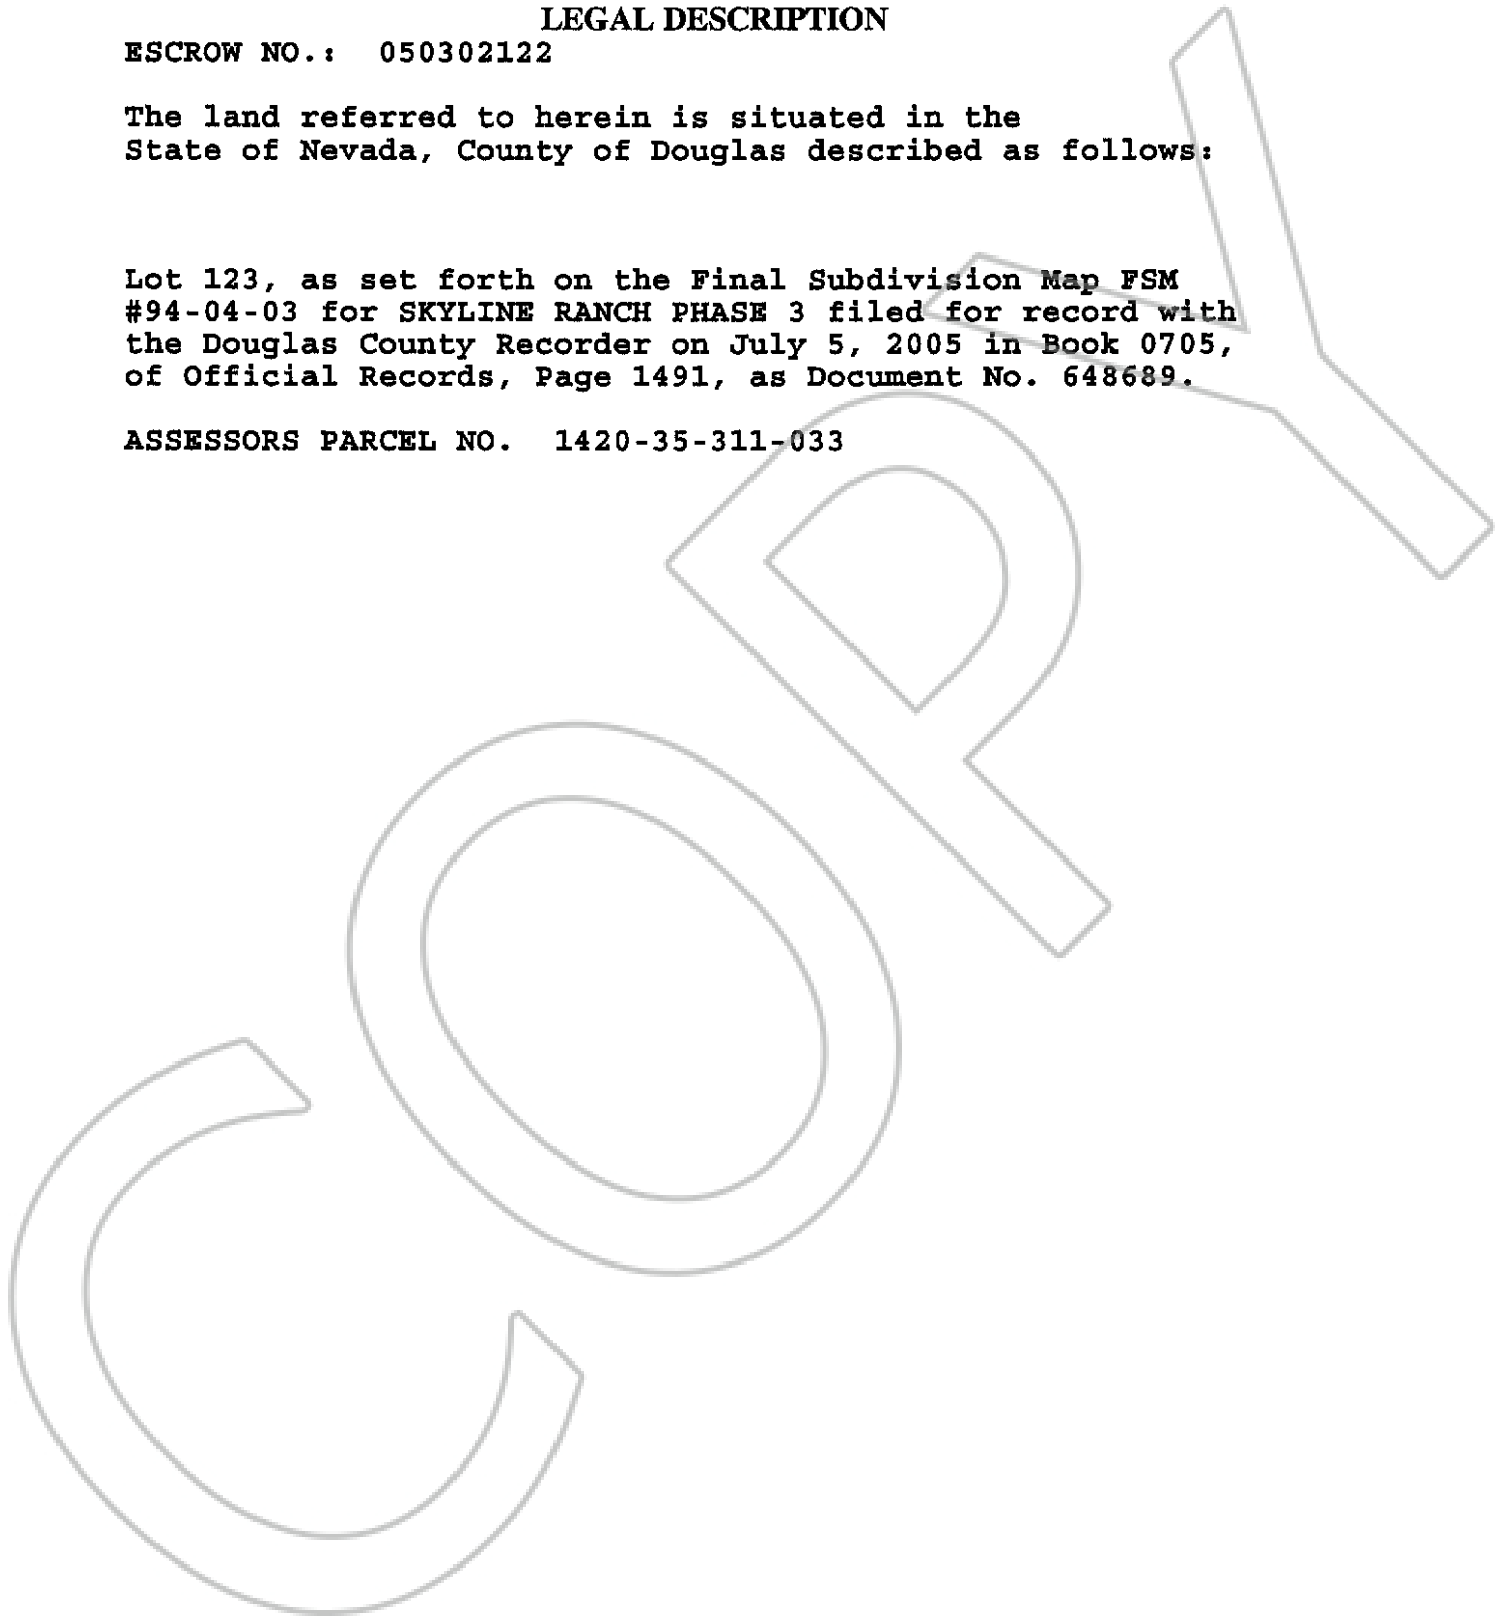 LEGAL DESCRIPTION
ESCROW NO.: 050302122
The land referred to herein is situated in the
State of Nevada, County of Douglas described as follows:
Lot 123, as set forth on the Final Subdivision Map FSM
#94-04-03 for SKYLINE RANCH PHASE 3 filed for record with
the Douglas County Recorder on July 5, 2005 in Book 0705,
of Official Records, Page 1491, as Document No. 648689.
ASSESSORS PARCEL NO. 1420-35-311-033
COPY